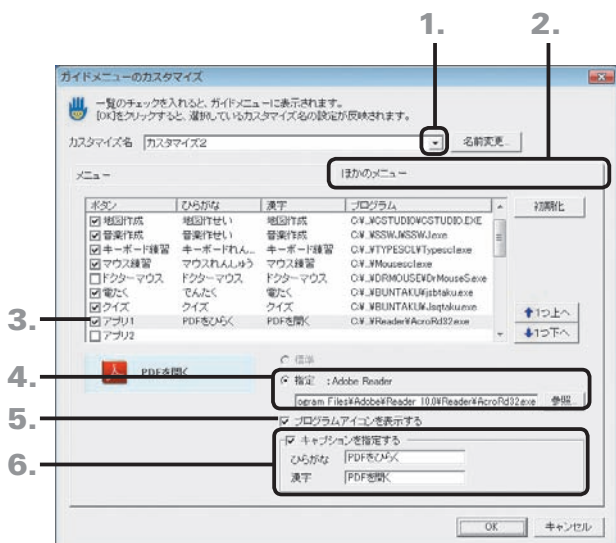 1.
2.
ガイドメニューのカスタマイズ
一覧のチェックを入れると、ガイドメニューに表示されます。
[OK]をクリックすると、選択しているカスタマイズ名の設定が反映されます。
カスタマイズ名 カスタマイズ2 名前変更...
メニュー ほかのメニュー
ボタン ひらがな 漢字 プログラム 初期化
地図作成 地図作せい 地図作成 C:¥...¥CSTUDIO¥CSTUDIO.EXE
音楽作成 音楽作せい 音楽作成 C:¥...¥SSWJ¥SSWJ.exe
キーボード練習 キーボードれん... キーボード練習 C:¥...¥TYPESCL¥Typescl.exe
マウス練習 マウスれんしゅう マウス練習 C:¥...¥Mousescl.exe
ドクターマウス ドクターマウス ドクターマウス C:¥...¥DRMOUSE¥DrMouseS.exe
電たく でんたく 電たく C:¥...¥BUNTAKU¥jsbtaku.exe
クイズ クイズ クイズ C:¥...¥BUNTAKU¥Jsqtaku.exe
3. アプリ1 PDFをひらく PDFを開く C:¥...¥Reader¥AcroRd32.exe 1つ上へ
アプリ2 1つ下へ
標準
4. PDFを開く 指定 :Adobe Reader
ogram Files¥Adobe¥Reader 10.0¥Reader¥AcroRd32.exe 参照...
5. プログラムアイコンを表示する
6. キャプションを指定する
ひらがな PDFをひらく
漢字 PDFを開く
OK キャンセル